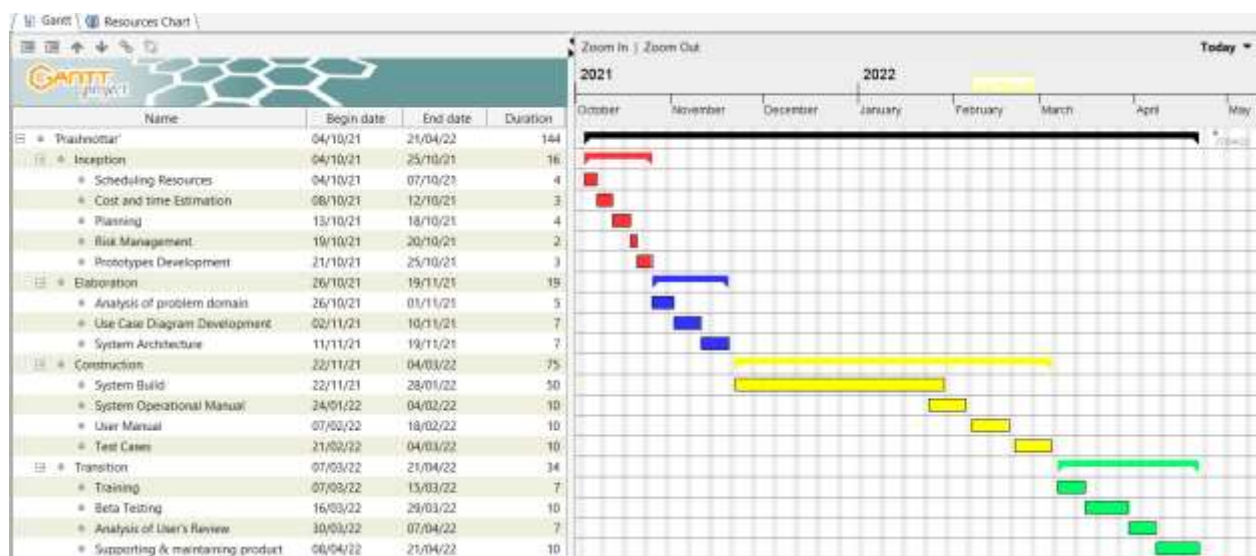 Gantt Resources Chart
Zoom In | Zoom Out Today
GANTT project
2021 2022
October November December January February March April May
Name Begin date End date Duration
'Prashnottar' 04/10/21 21/04/22 144
Inception 04/10/21 25/10/21 16
Scheduling Resources 04/10/21 07/10/21 4
Cost and time Estimation 08/10/21 12/10/21 3
Planning 13/10/21 18/10/21 4
Risk Management 19/10/21 20/10/21 2
Prototypes Development 21/10/21 25/10/21 3
Elaboration 26/10/21 19/11/21 19
Analysis of problem domain 26/10/21 01/11/21 5
Use Case Diagram Development 02/11/21 10/11/21 7
System Architecture 11/11/21 19/11/21 7
Construction 22/11/21 04/03/22 75
System Build 22/11/21 28/01/22 50
System Operational Manual 24/01/22 04/02/22 10
User Manual 07/02/22 18/02/22 10
Test Cases 21/02/22 04/03/22 10
Transition 07/03/22 21/04/22 34
Training 07/03/22 15/03/22 7
Beta Testing 16/03/22 29/03/22 10
Analysis of User's Review 30/03/22 07/04/22 7
Supporting & maintaining product 08/04/22 21/04/22 10